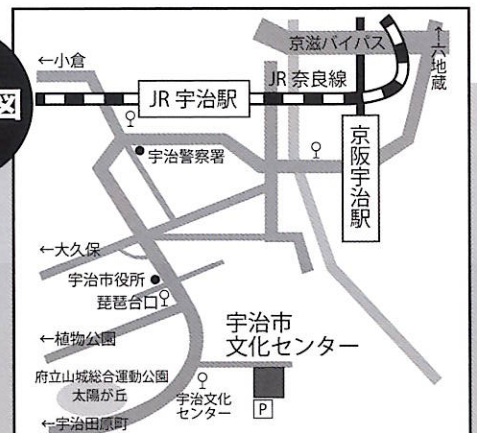 図
京滋バイパス
↑六地蔵
←小倉
JR 宇治駅
JR 奈良線
京阪宇治駅
宇治警察署
←大久保
宇治市役所
琵琶台口
宇治市
文化センター
←植物公園
府立山城総合運動公園
太陽が丘
宇治文化
センター
P
←宇治田原町